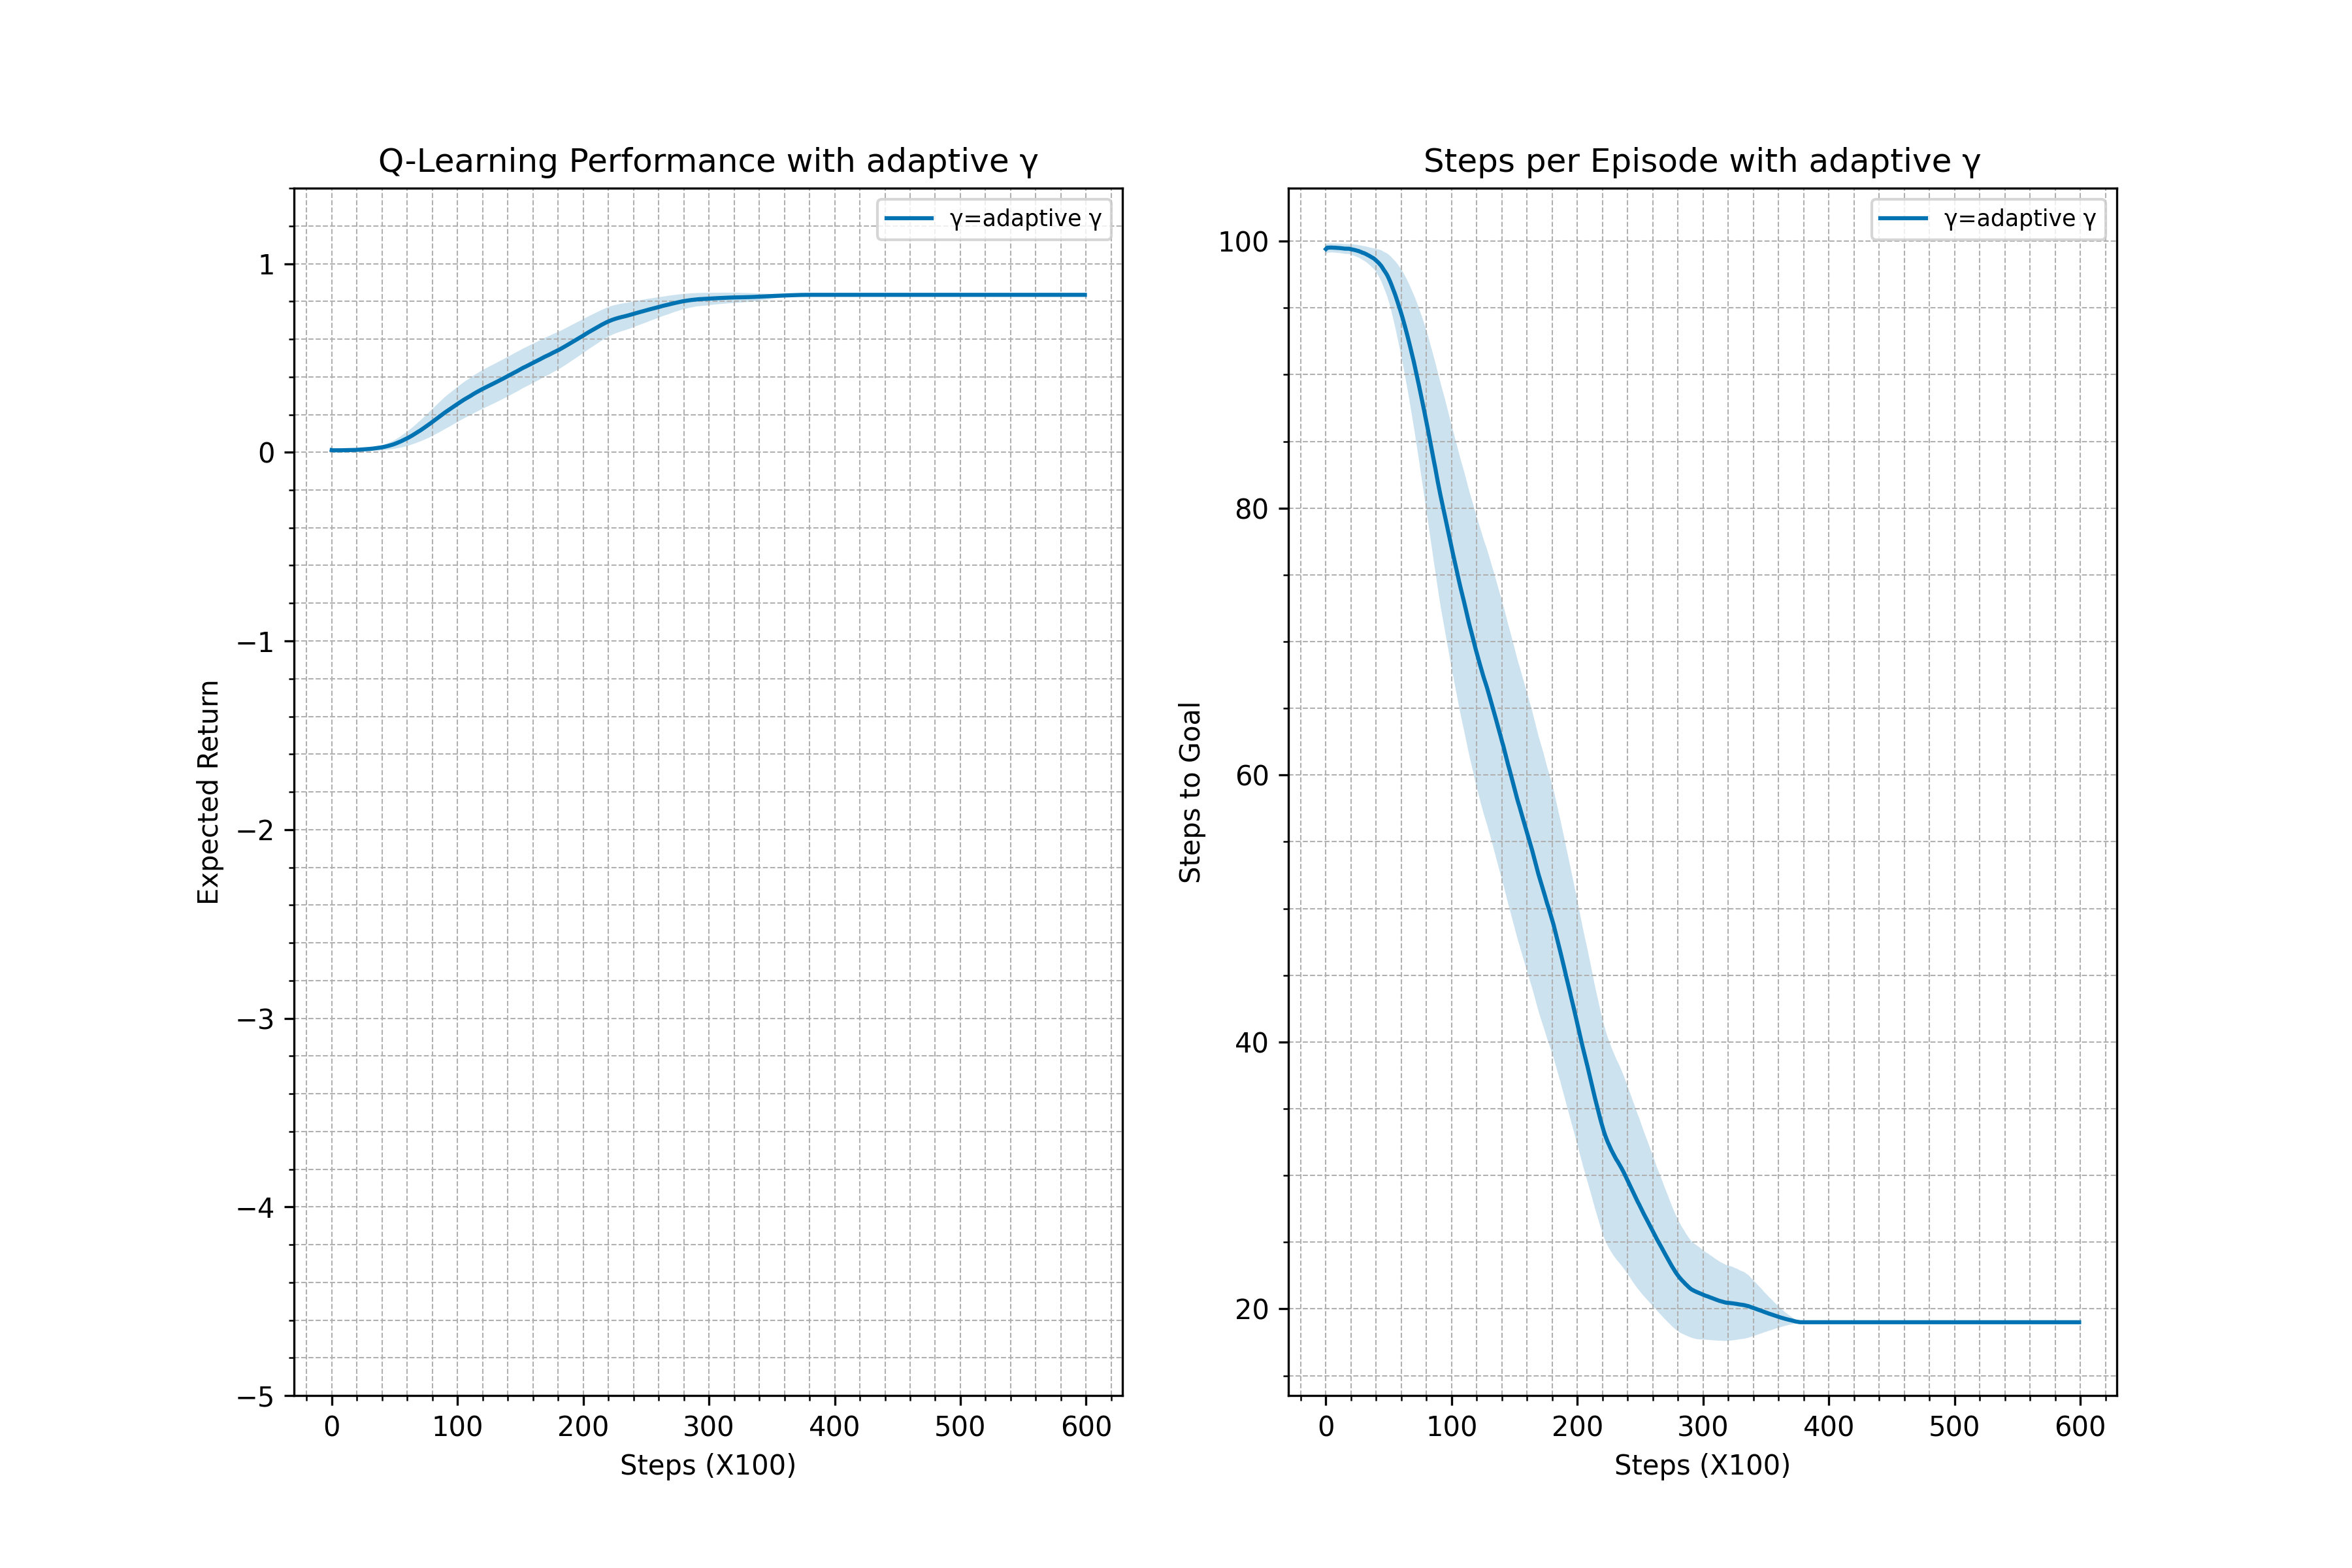 Q-Learning Performance with adaptive γ
γ=adaptive γ
1
0
−1
−2
−3
−4
−5
Expected Return
0 100 200 300 400 500 600
Steps (X100)
Steps per Episode with adaptive γ
γ=adaptive γ
100
80
60
40
20
Steps to Goal
0 100 200 300 400 500 600
Steps (X100)